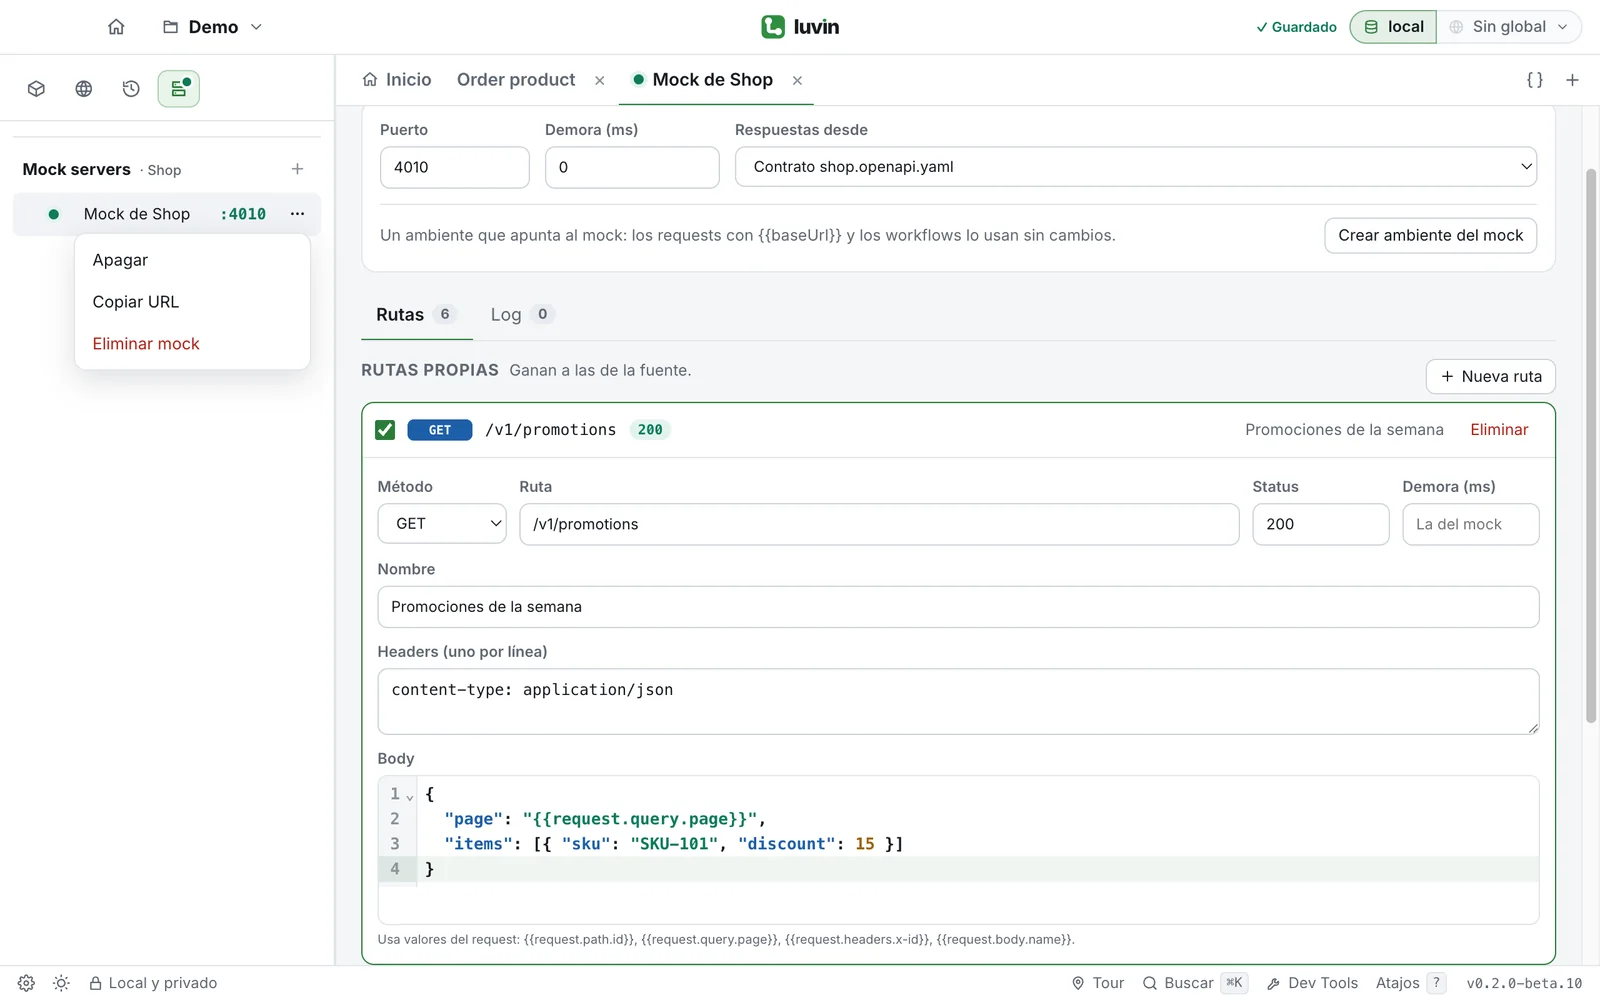 Demo
luvin
Guardado
local
Sin global
Inicio
Order product
Mock de Shop
{}
Mock servers · Shop
Mock de Shop :4010
Apagar
Copiar URL
Eliminar mock
Puerto
Demora (ms)
Respuestas desde
4010
0
Contrato shop.openapi.yaml
Un ambiente que apunta al mock: los requests con {{baseUrl}} y los workflows lo usan sin cambios.
Crear ambiente del mock
Rutas 6
Log 0
RUTAS PROPIAS Ganan a las de la fuente.
+ Nueva ruta
GET /v1/promotions 200
Promociones de la semana
Eliminar
Método
Ruta
Status
Demora (ms)
GET
/v1/promotions
200
La del mock
Nombre
Promociones de la semana
Headers (uno por línea)
content-type: application/json
Body
1 {
2 "page": "{{request.query.page}}",
3 "items": [{ "sku": "SKU-101", "discount": 15 }]
4 }
Usa valores del request: {{request.path.id}}, {{request.query.page}}, {{request.headers.x-id}}, {{request.body.name}}.
Local y privado
Tour
Buscar ⌘K
Dev Tools
Atajos ?
v0.2.0-beta.10